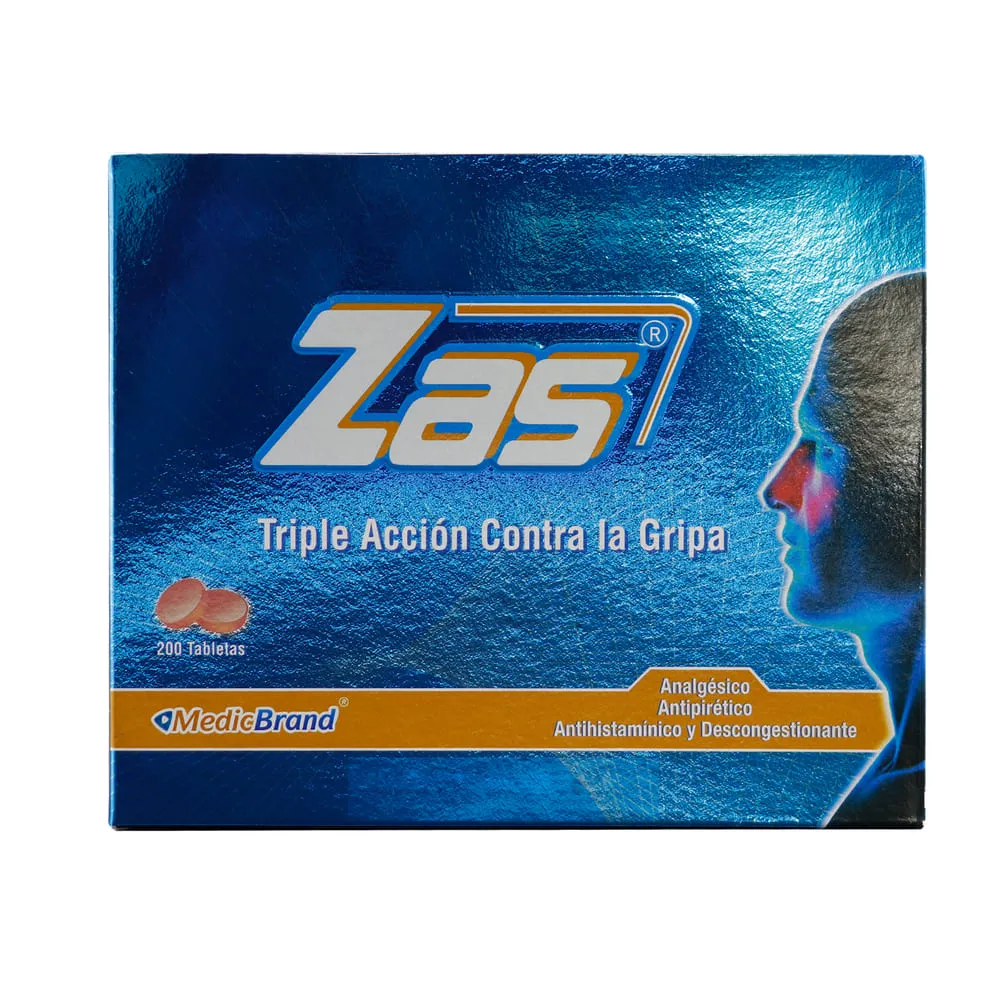 Zas®
Triple Acción Contra la Gripa
200 Tabletas
MedicBrand®
Analgésico
Antipirético
Antihistamínico y Descongestionante